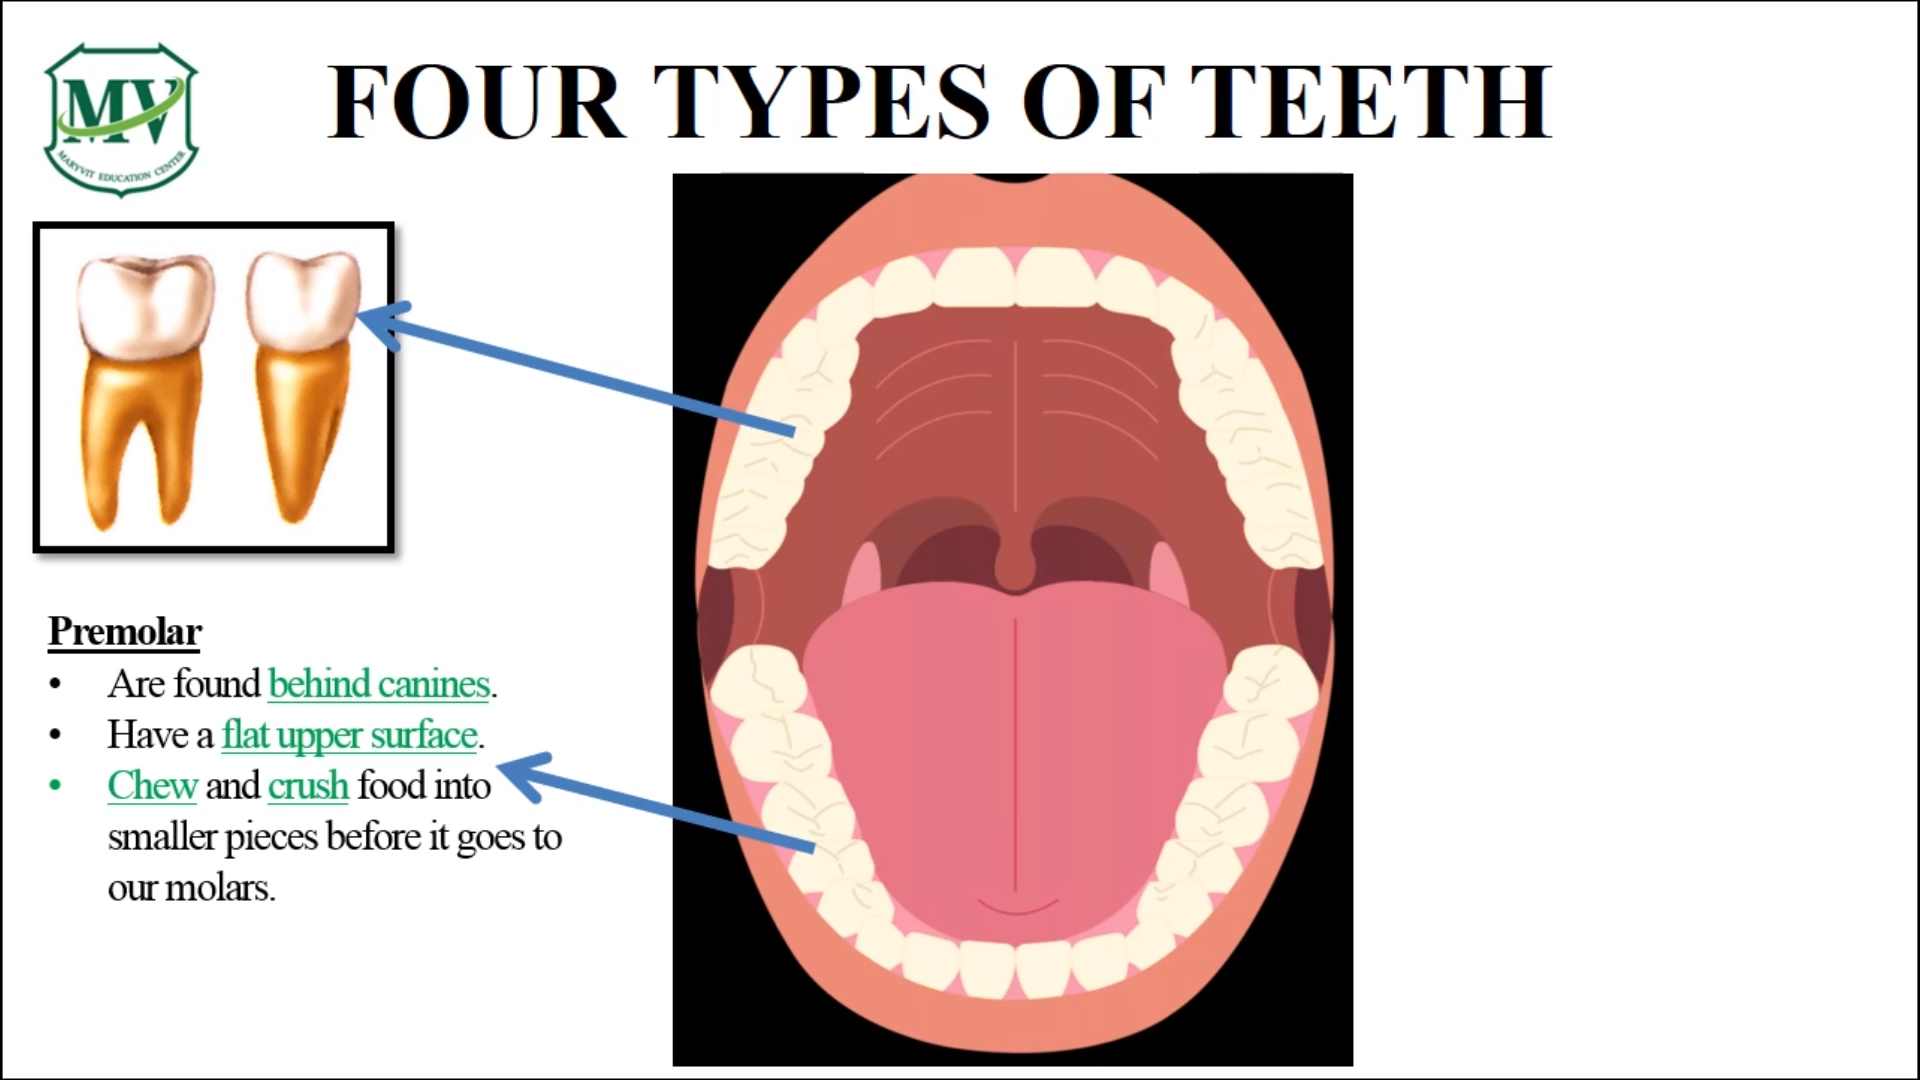 MV
MARYVIT EDUCATION CENTER
FOUR TYPES OF TEETH
Premolar
• Are found behind canines.
• Have a flat upper surface.
• Chew and crush food into
smaller pieces before it goes to
our molars.